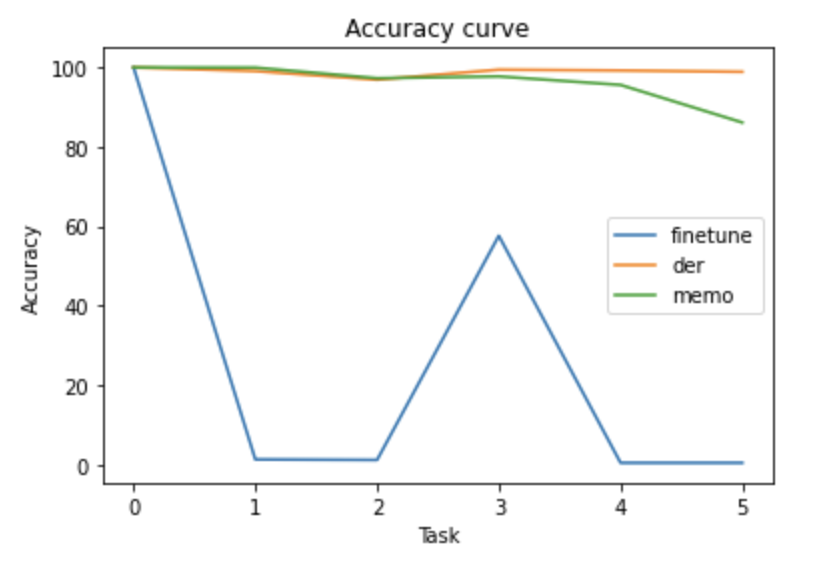 Accuracy curve
100
80
60
40
20
0
Accuracy
finetune
der
memo
0 1 2 3 4 5
Task